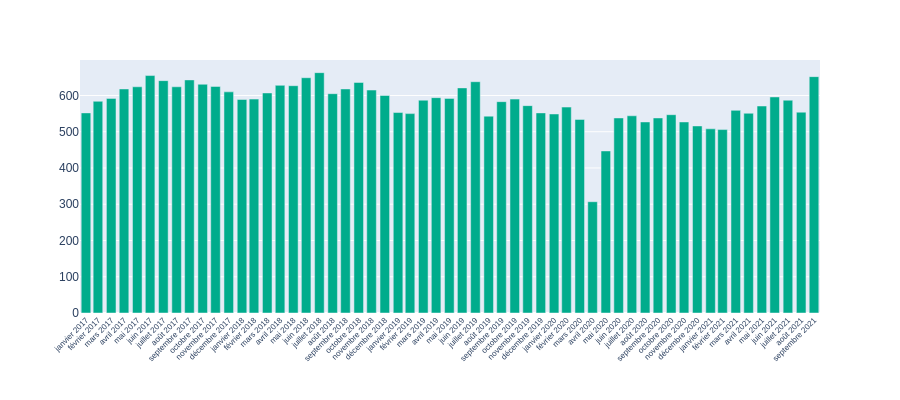 600
500
400
300
200
100
0
janvier 2017
février 2017
mars 2017
avril 2017
mai 2017
juin 2017
juillet 2017
août 2017
septembre 2017
octobre 2017
novembre 2017
décembre 2017
janvier 2018
février 2018
mars 2018
avril 2018
mai 2018
juin 2018
juillet 2018
août 2018
septembre 2018
octobre 2018
novembre 2018
décembre 2018
janvier 2019
février 2019
mars 2019
avril 2019
mai 2019
juin 2019
juillet 2019
août 2019
septembre 2019
octobre 2019
novembre 2019
décembre 2019
janvier 2020
février 2020
mars 2020
avril 2020
mai 2020
juin 2020
juillet 2020
août 2020
septembre 2020
octobre 2020
novembre 2020
décembre 2020
janvier 2021
février 2021
mars 2021
avril 2021
mai 2021
juin 2021
juillet 2021
août 2021
septembre 2021